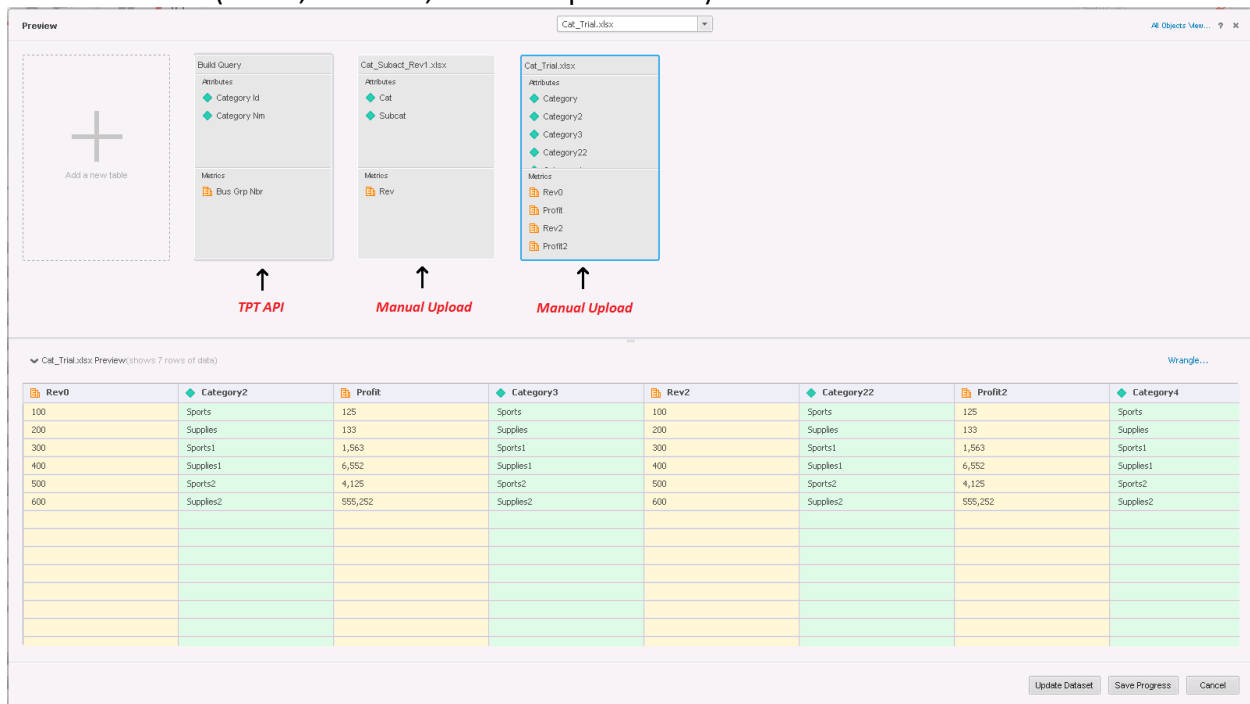 Preview
Cat_Trial.xlsx
All Objects View... ? ×
Add a new table
Build Query
Attributes
Category Id
Category Nm
Metrics
Bus Grp Nbr
Cat_Subact_Rev1.xlsx
Attributes
Cat
Subcat
Metrics
Rev
Cat_Trial.xlsx
Attributes
Category
Category2
Category3
Category22
Metrics
Rev0
Profit
Rev2
Profit2
TPT API
Manual Upload
Manual Upload
Cat_Trial.xlsx Preview(shows 7 rows of data)
Wrangle...
Rev0 Category2 Profit Category3 Rev2 Category22 Profit2 Category4
100 Sports 125 Sports 100 Sports 125 Sports
200 Supplies 133 Supplies 200 Supplies 133 Supplies
300 Sports1 1,563 Sports1 300 Sports1 1,563 Sports1
400 Supplies1 6,552 Supplies1 400 Supplies1 6,552 Supplies1
500 Sports2 4,125 Sports2 500 Sports2 4,125 Sports2
600 Supplies2 555,252 Supplies2 600 Supplies2 555,252 Supplies2
Update Dataset Save Progress Cancel